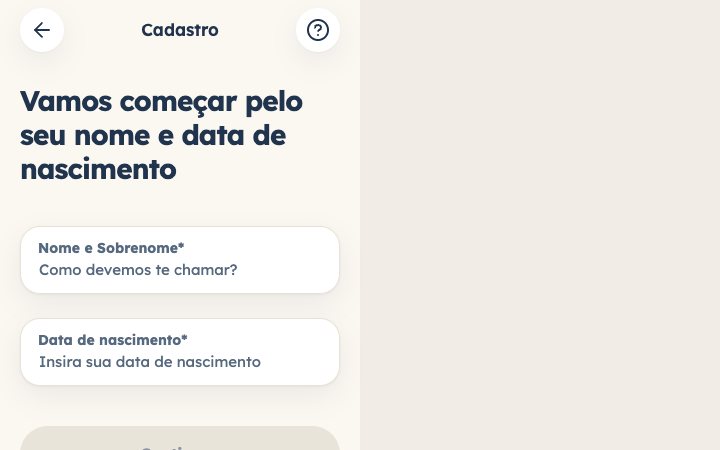 Cadastro
Vamos começar pelo
seu nome e data de
nascimento
Nome e Sobrenome*
Como devemos te chamar?
Data de nascimento*
Insira sua data de nascimento